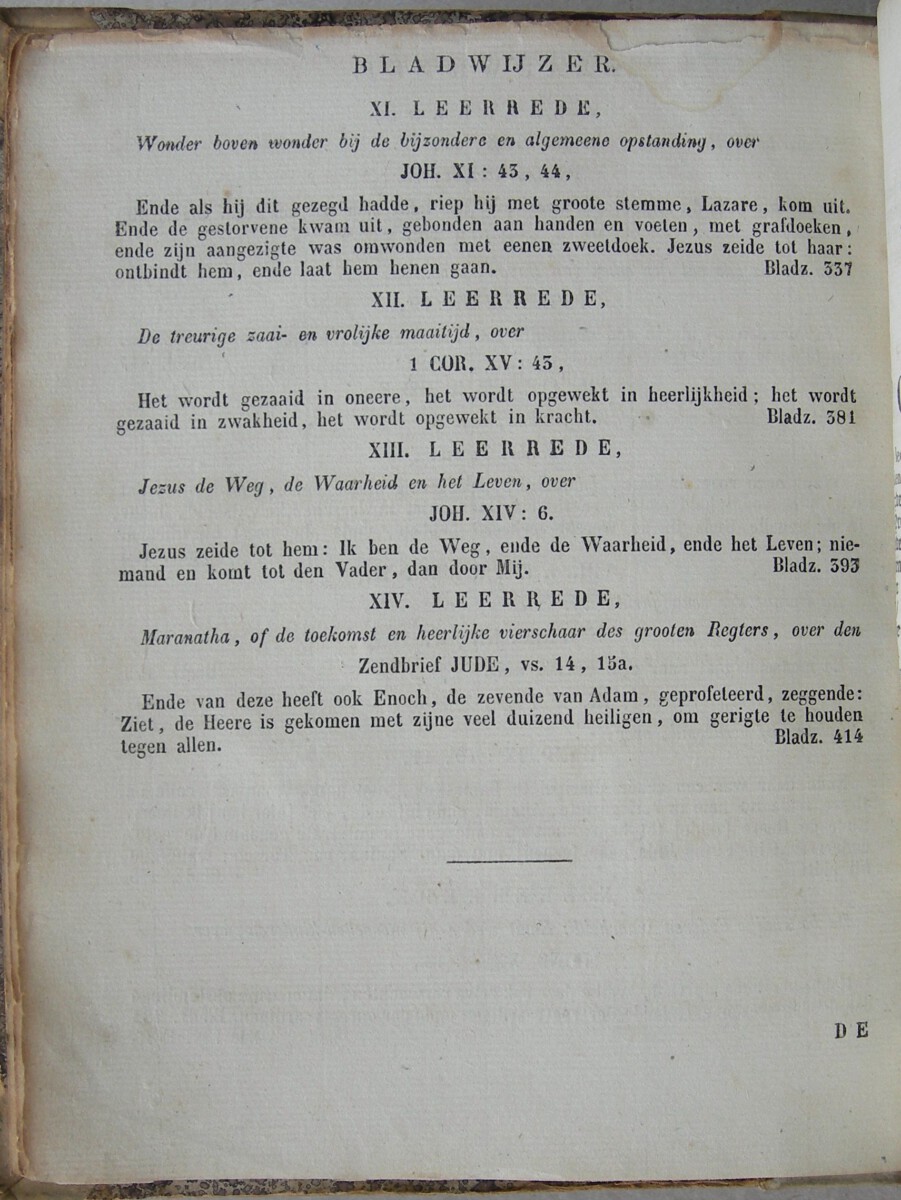 BLADWIJZER.
XI. LEERREDE,
Wonder boven wonder bij de bijzondere en algemeene opstanding, over
JOH. XI: 43, 44,
Ende als hij dit gezegd hadde, riep hij met groote stemme, Lazare, kom uit.
Ende de gestorvene kwam uit, gebonden aan handen en voeten, met grafdoeken,
ende zijn aangezigte was omwonden met eenen zweetdoek. Jezus zeide tot haar:
ontbindt hem, ende laat hem henen gaan. Bladz. 337
XII. LEERREDE,
De treurige zaai- en vrolijke maaitijd, over
1 COR. XV: 43,
Het wordt gezaaid in oneere, het wordt opgewekt in heerlijkheid; het wordt
gezaaid in zwakheid, het wordt opgewekt in kracht. Bladz. 381
XIII. LEERREDE,
Jezus de Weg, de Waarheid en het Leven, over
JOH. XIV: 6.
Jezus zeide tot hem: Ik ben de Weg, ende de Waarheid, ende het Leven; nie-
mand en komt tot den Vader, dan door Mij. Bladz. 393
XIV. LEERREDE,
Maranatha, of de toekomst en heerlijke vierschaar des grooten Regters, over den
Zendbrief JUDE, vs. 14, 15a.
Ende van deze heeft ook Enoch, de zevende van Adam, geprofeteerd, zeggende:
Ziet, de Heere is gekomen met zijne veel duizend heiligen, om gerigte te houden
tegen allen. Bladz. 414
DE